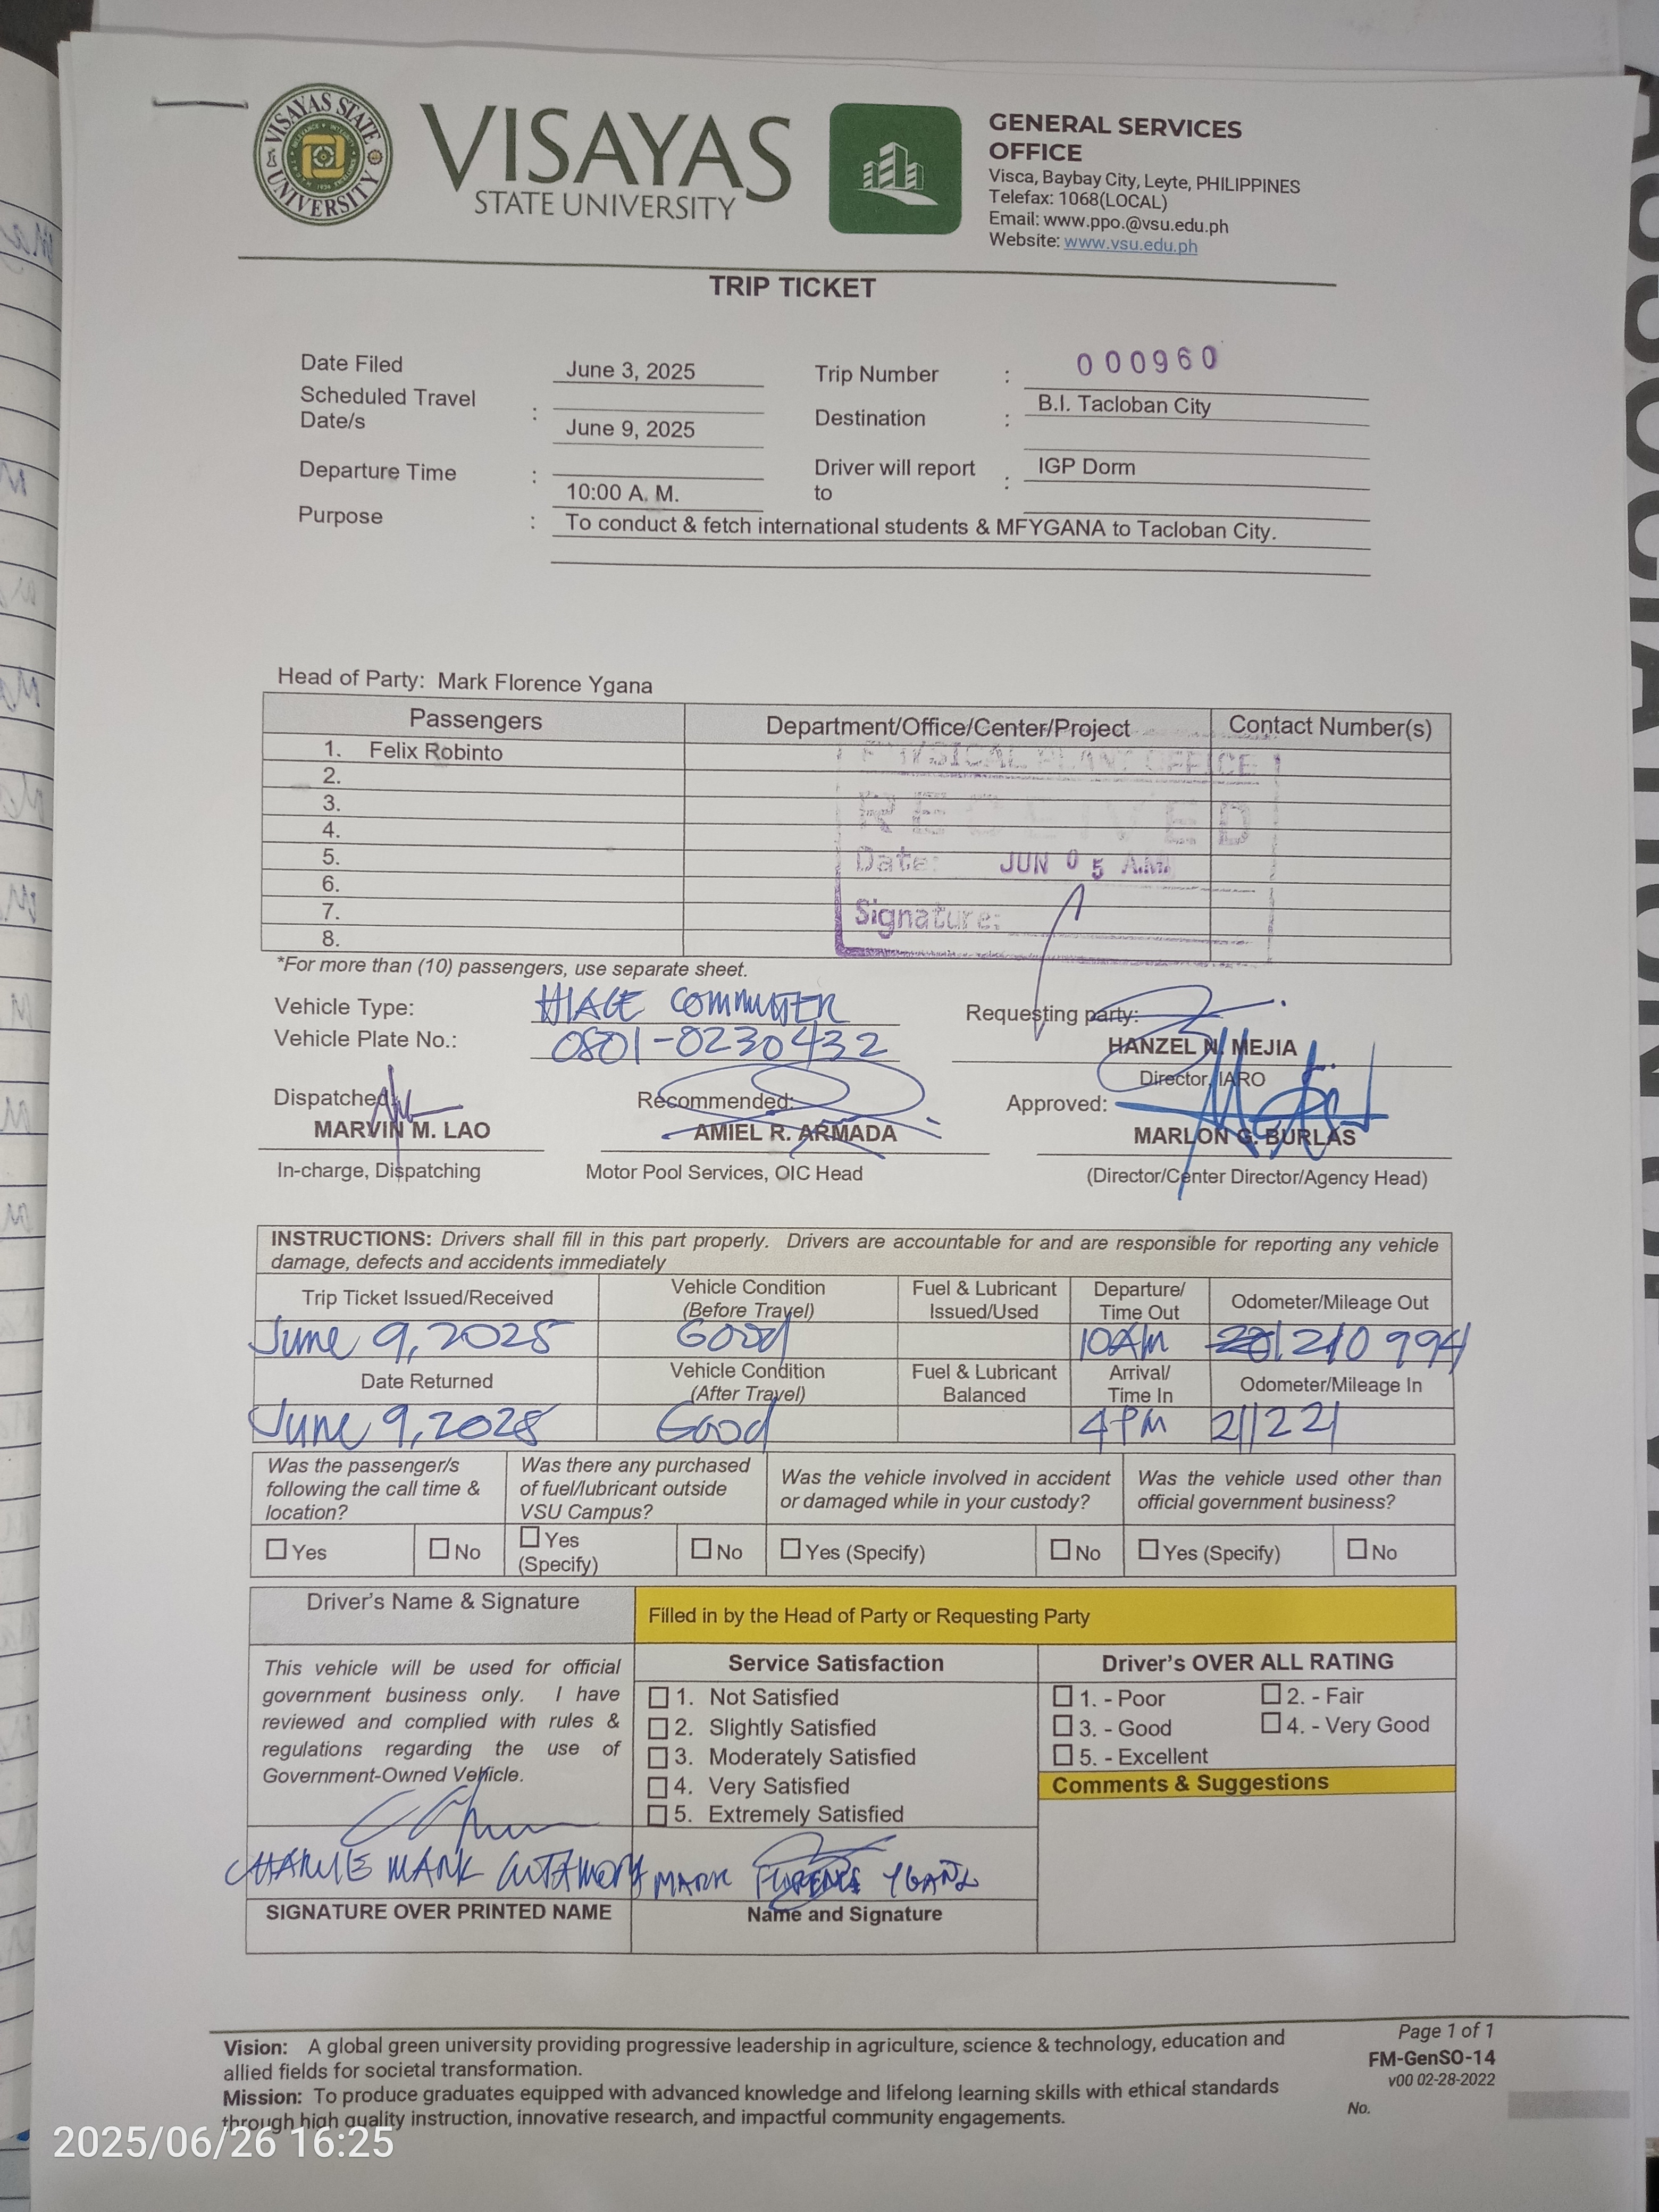 VISAYAS STATE UNIVERSITY
VISAYAS
STATE UNIVERSITY
GENERAL SERVICES
OFFICE
Visca, Baybay City, Leyte, PHILIPPINES
Telefax: 1068(LOCAL)
Email: www.ppo.@vsu.edu.ph
Website: www.vsu.edu.ph
TRIP TICKET
Date Filed June 3, 2025 Trip Number : 000960
Scheduled Travel Date/s : June 9, 2025 Destination : B.I. Tacloban City
Departure Time : 10:00 A. M. Driver will report to : IGP Dorm
Purpose : To conduct & fetch international students & MFYGANA to Tacloban City.
Head of Party: Mark Florence Ygana
Passengers Department/Office/Center/Project Contact Number(s)
1. Felix Robinto
2.
3.
4.
5.
6.
7.
8.
PHYSICAL PLANT OFFICE
RECEIVED
Date: JUN 05 A.M.
Signature:
*For more than (10) passengers, use separate sheet.
Vehicle Type: HIACE COMMUTER
Vehicle Plate No.: 0801-0230432
Requesting party:
HANZEL N. MEJIA
Director, IARO
Dispatched: Recommended: Approved:
MARVIN M. LAO AMIEL R. ARMADA MARLON G. BURLAS
In-charge, Dispatching Motor Pool Services, OIC Head (Director/Center Director/Agency Head)
INSTRUCTIONS: Drivers shall fill in this part properly. Drivers are accountable for and are responsible for reporting any vehicle
damage, defects and accidents immediately
Trip Ticket Issued/Received Vehicle Condition (Before Travel) Fuel & Lubricant Issued/Used Departure/ Time Out Odometer/Mileage Out
June 9, 2025 Good 10AM 210994
Date Returned Vehicle Condition (After Travel) Fuel & Lubricant Balanced Arrival/ Time In Odometer/Mileage In
June 9, 2025 Good 4PM 211221
Was the passenger/s following the call time & location? Was there any purchased of fuel/lubricant outside VSU Campus? Was the vehicle involved in accident or damaged while in your custody? Was the vehicle used other than official government business?
Yes No Yes (Specify) No Yes (Specify) No Yes (Specify) No
Driver's Name & Signature
Filled in by the Head of Party or Requesting Party
This vehicle will be used for official
government business only. I have
reviewed and complied with rules &
regulations regarding the use of
Government-Owned Vehicle.
Service Satisfaction
1. Not Satisfied
2. Slightly Satisfied
3. Moderately Satisfied
4. Very Satisfied
5. Extremely Satisfied
Driver's OVER ALL RATING
1. - Poor 2. - Fair
3. - Good 4. - Very Good
5. - Excellent
Comments & Suggestions
CHARLIE MARK MARK FLORENCE YGAÑA
SIGNATURE OVER PRINTED NAME Name and Signature
Vision: A global green university providing progressive leadership in agriculture, science & technology, education and
allied fields for societal transformation.
Mission: To produce graduates equipped with advanced knowledge and lifelong learning skills with ethical standards
through high quality instruction, innovative research, and impactful community engagements.
Page 1 of 1
FM-GenSO-14
v00 02-28-2022
No.
2025/06/26 16:25